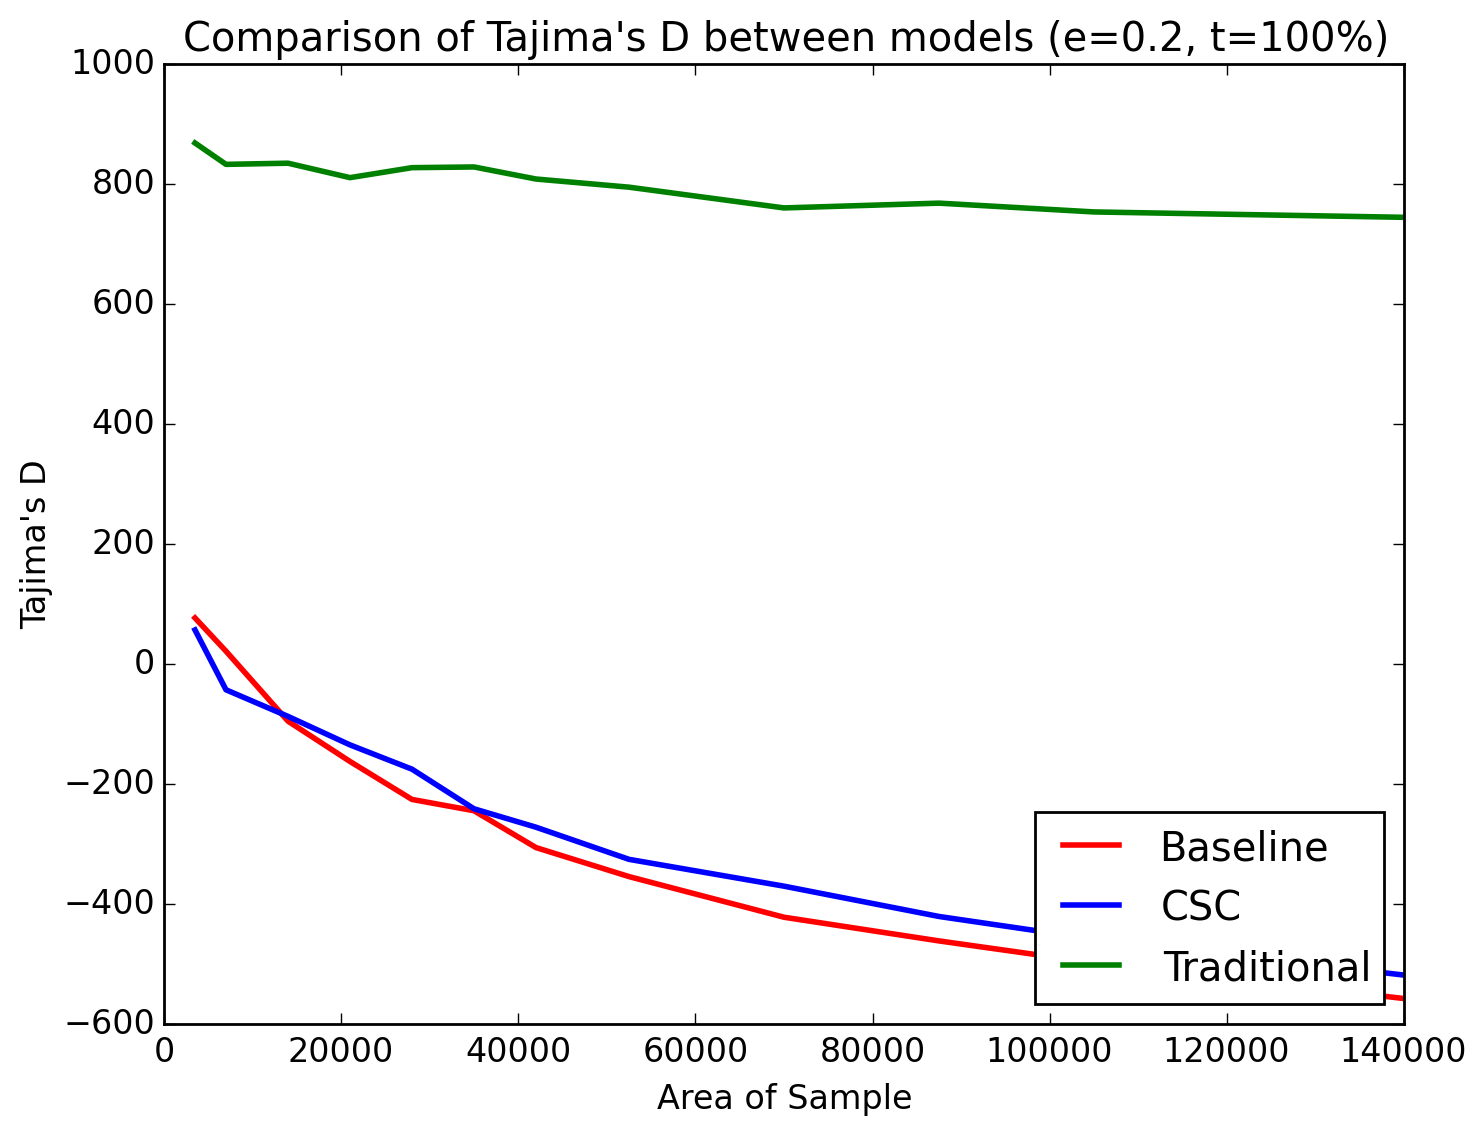 Comparison of Tajima's D between models (e=0.2, t=100%)
1000
800
600
400
200
0
−200
−400
−600
Tajima's D
Baseline
CSC
Traditional
0 20000 40000 60000 80000 100000 120000 140000
Area of Sample